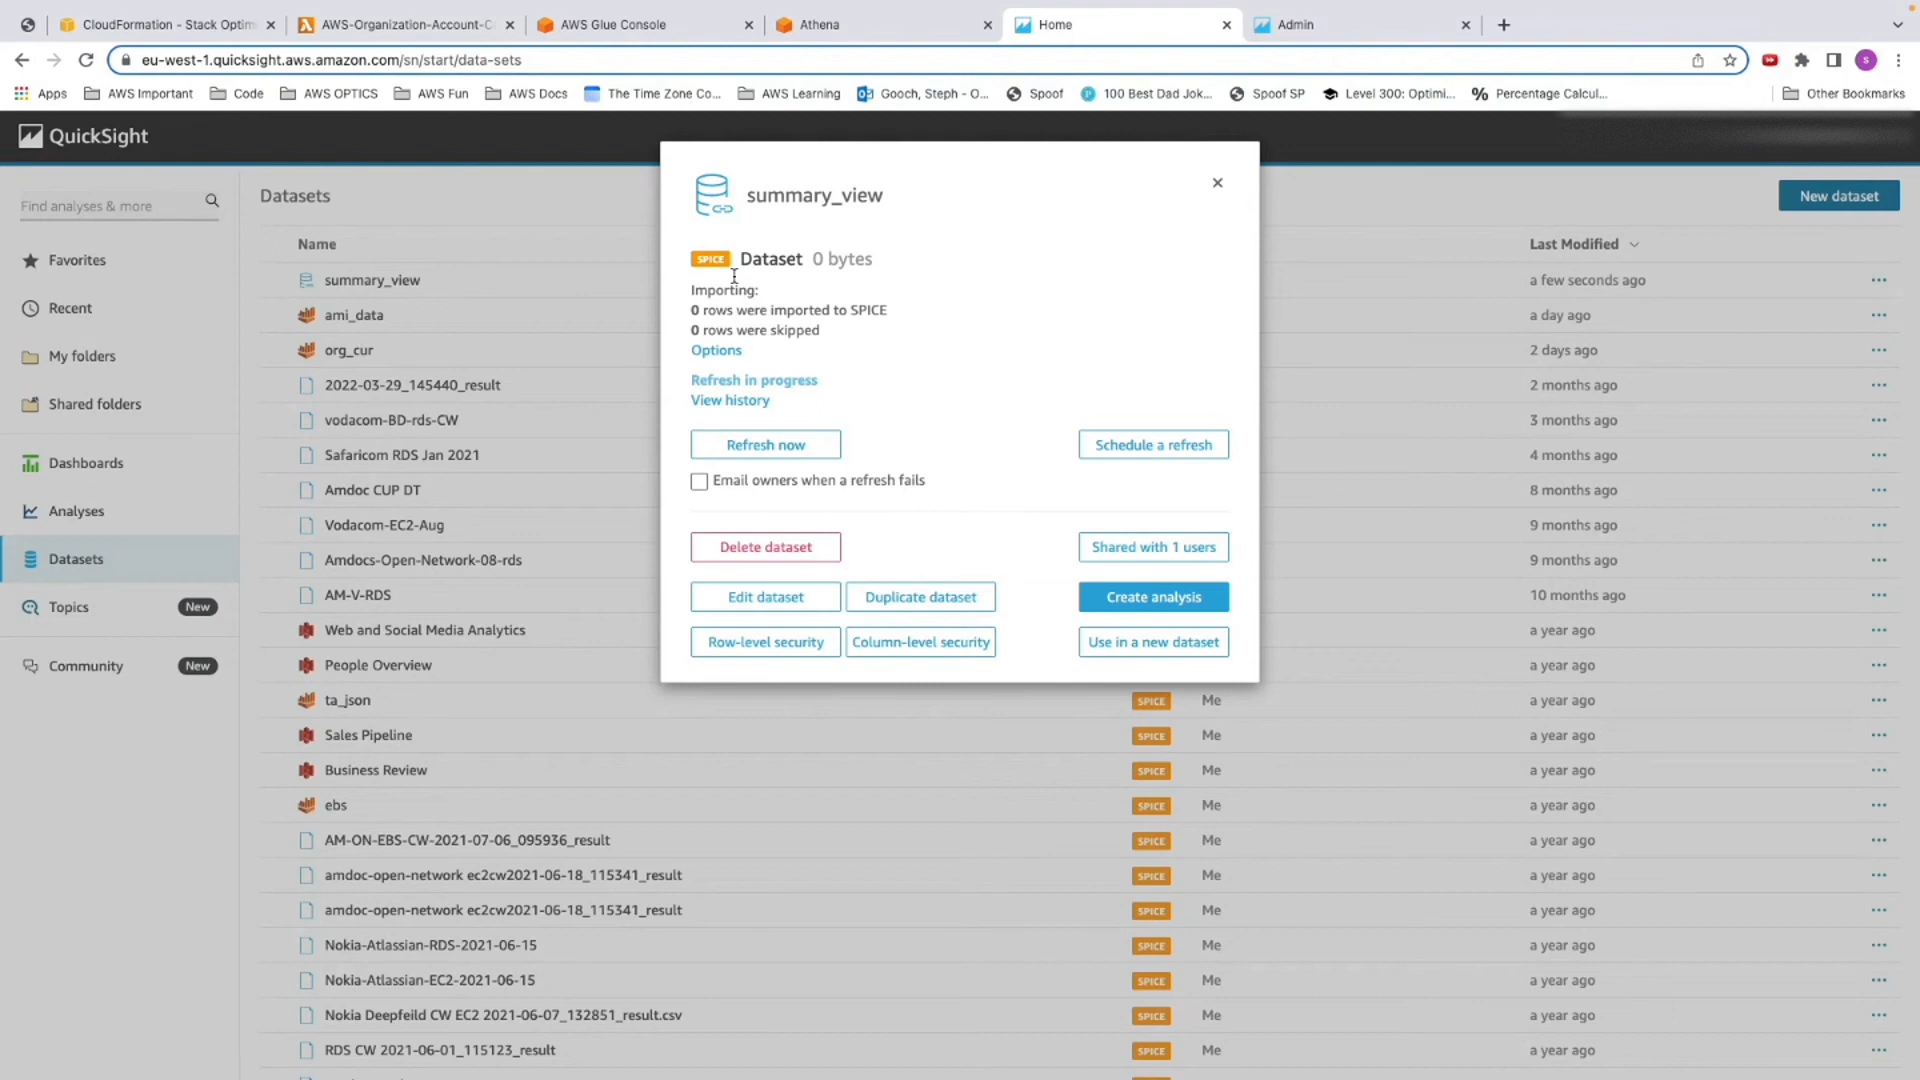 CloudFormation - Stack Optim
AWS-Organization-Account-C
AWS Glue Console
Athena
Home
Admin
eu-west-1.quicksight.aws.amazon.com/sn/start/data-sets
S
Apps
AWS Important
Code
AWS OPTICS
AWS Fun
AWS Docs
The Time Zone Co...
AWS Learning
Gooch, Steph - O...
Spoof
100 Best Dad Jok...
Spoof SP
Level 300: Optimi...
Percentage Calcul...
Other Bookmarks
QuickSight
Find analyses & more
Favorites
Recent
My folders
Shared folders
Dashboards
Analyses
Datasets
Topics New
Community New
Datasets
New dataset
Name
Last Modified
summary_view
a few seconds ago
ami_data
a day ago
org_cur
2 days ago
2022-03-29_145440_result
2 months ago
vodacom-BD-rds-CW
3 months ago
Safaricom RDS Jan 2021
4 months ago
Amdoc CUP DT
8 months ago
Vodacom-EC2-Aug
9 months ago
Amdocs-Open-Network-08-rds
9 months ago
AM-V-RDS
10 months ago
Web and Social Media Analytics
a year ago
People Overview
a year ago
ta_json SPICE Me a year ago
Sales Pipeline SPICE Me a year ago
Business Review SPICE Me a year ago
ebs SPICE Me a year ago
AM-ON-EBS-CW-2021-07-06_095936_result SPICE Me a year ago
amdoc-open-network ec2cw2021-06-18_115341_result SPICE Me a year ago
amdoc-open-network ec2cw2021-06-18_115341_result SPICE Me a year ago
Nokia-Atlassian-RDS-2021-06-15 SPICE Me a year ago
Nokia-Atlassian-EC2-2021-06-15 SPICE Me a year ago
Nokia Deepfeild CW EC2 2021-06-07_132851_result.csv SPICE Me a year ago
RDS CW 2021-06-01_115123_result SPICE Me a year ago
summary_view
SPICE Dataset 0 bytes
Importing:
0 rows were imported to SPICE
0 rows were skipped
Options
Refresh in progress
View history
Refresh now
Schedule a refresh
Email owners when a refresh fails
Delete dataset
Shared with 1 users
Edit dataset
Duplicate dataset
Create analysis
Row-level security
Column-level security
Use in a new dataset